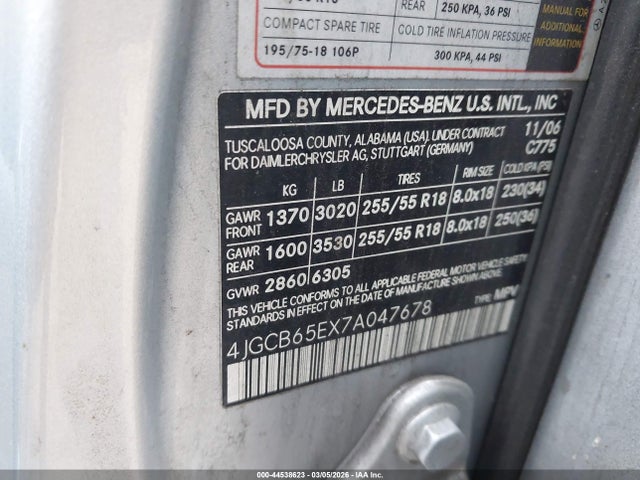 REAR 250 KPA, 36 PSI
COMPACT SPARE TIRE COLD TIRE INFLATION PRESSURE
195/75-18 106P 300 KPA, 44 PSI
MANUAL FOR
ADDITIONAL
INFORMATION
MFD BY MERCEDES-BENZ U.S. INTL., INC
TUSCALOOSA COUNTY, ALABAMA (USA), UNDER CONTRACT 11/06
FOR DAIMLERCHRYSLER AG, STUTTGART (GERMANY) C775
KG LB TIRES RIM SIZE COLD KPA (PSI)
GAWR FRONT 1370 3020 255/55 R18 8.0x18 230(34)
GAWR REAR 1600 3530 255/55 R18 8.0x18 250(36)
GVWR 2860 6305
THIS VEHICLE CONFORMS TO ALL APPLICABLE FEDERAL MOTOR VEHICLE SAFETY
STANDARDS IN EFFECT ON THE DATE OF MANUFACTURE SHOWN ABOVE.
4JGCB65EX7A047678 TYPE: MPV
000-44538623 - 03/05/2026 - IAA Inc.